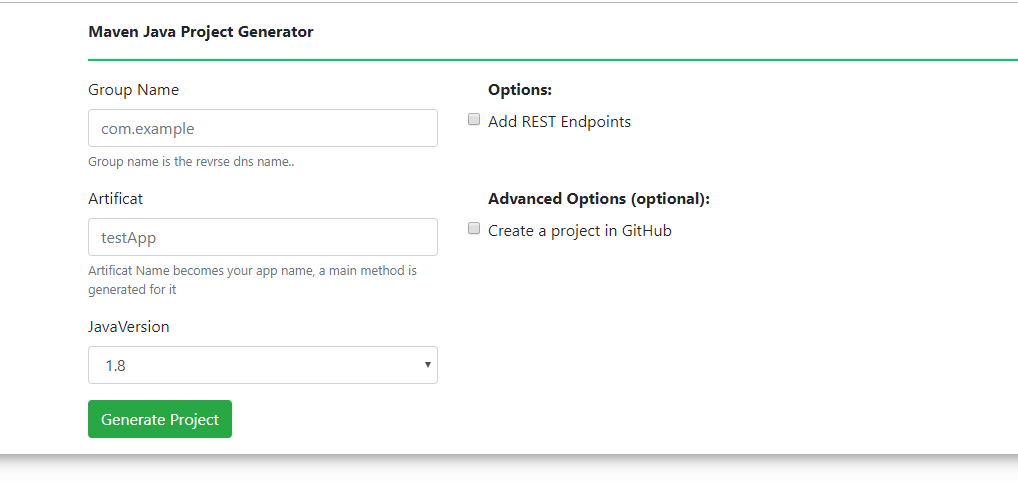 Maven Java Project Generator
Group Name
com.example
Group name is the revrse dns name..
Artificat
testApp
Artificat Name becomes your app name, a main method is
generated for it
JavaVersion
1.8
Generate Project
Options:
Add REST Endpoints
Advanced Options (optional):
Create a project in GitHub